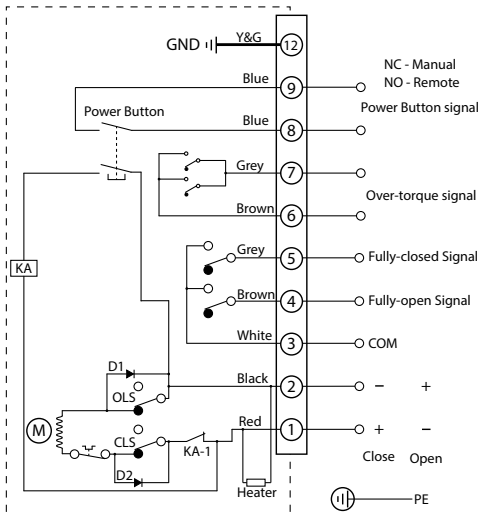 GND
Y&G
12
NC - Manual
NO - Remote
Blue
9
Power Button signal
Power Button
Blue
8
Grey
7
Over-torque signal
Brown
6
Grey
5
Fully-closed Signal
KA
Brown
4
Fully-open Signal
White
3
COM
D1
Black
2
− +
OLS
M
CLS
KA-1
Red
1
+ −
Close Open
D2
Heater
PE